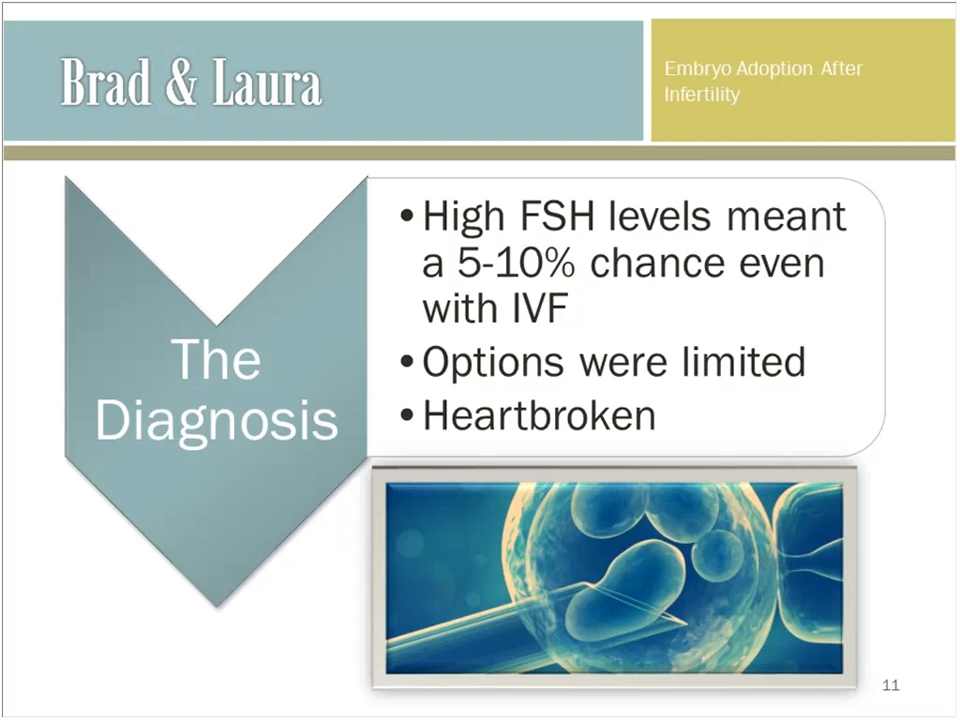 Brad & Laura
Embryo Adoption After
Infertility
The
Diagnosis
•High FSH levels meant
a 5-10% chance even
with IVF
•Options were limited
•Heartbroken
11